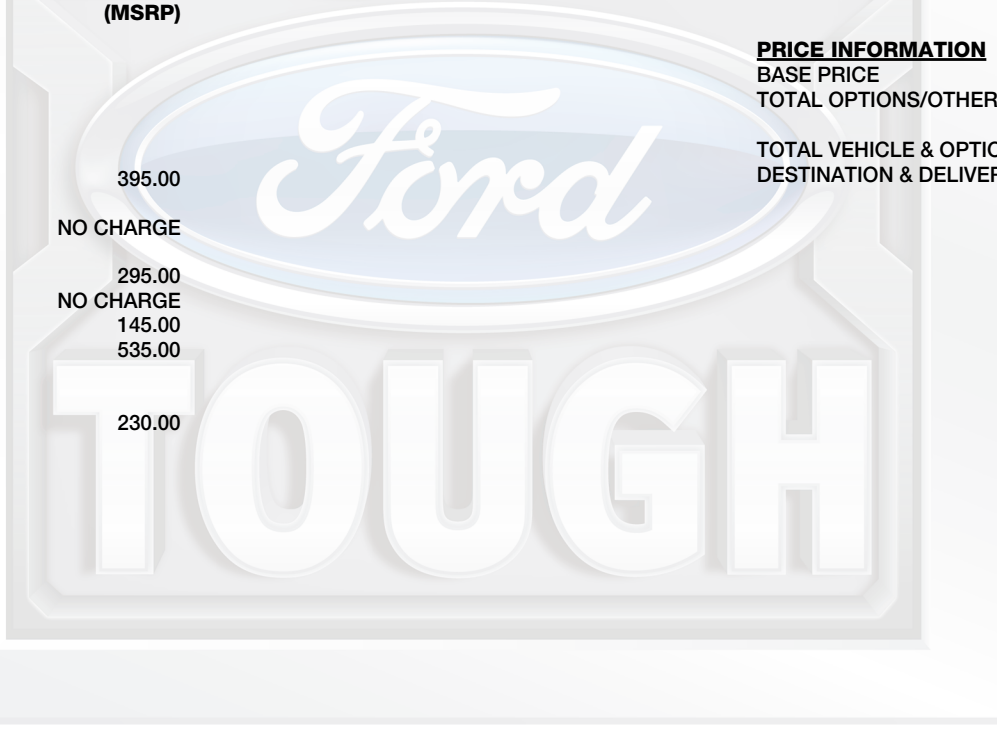 (MSRP)
395.00
NO CHARGE
295.00
NO CHARGE
145.00
535.00
230.00
PRICE INFORMATION
BASE PRICE
TOTAL OPTIONS/OTHER
TOTAL VEHICLE & OPTIO
DESTINATION & DELIVER
Ford
TOUGH